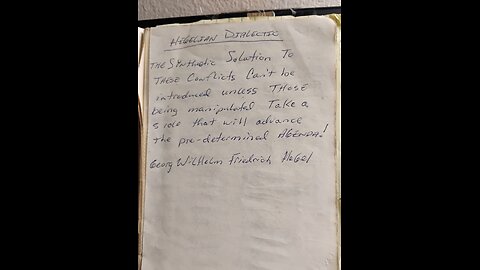 HEGELIAN DIALECTIC
THE SYNTHETIC SOLUTION TO
THESE CONFLICTS CAN'T be
introduced unless THOSE
being manipulated TAKE a
side that will advance
the pre-determined AGENDA!
Georg WilHelm Friedrich HEGEl